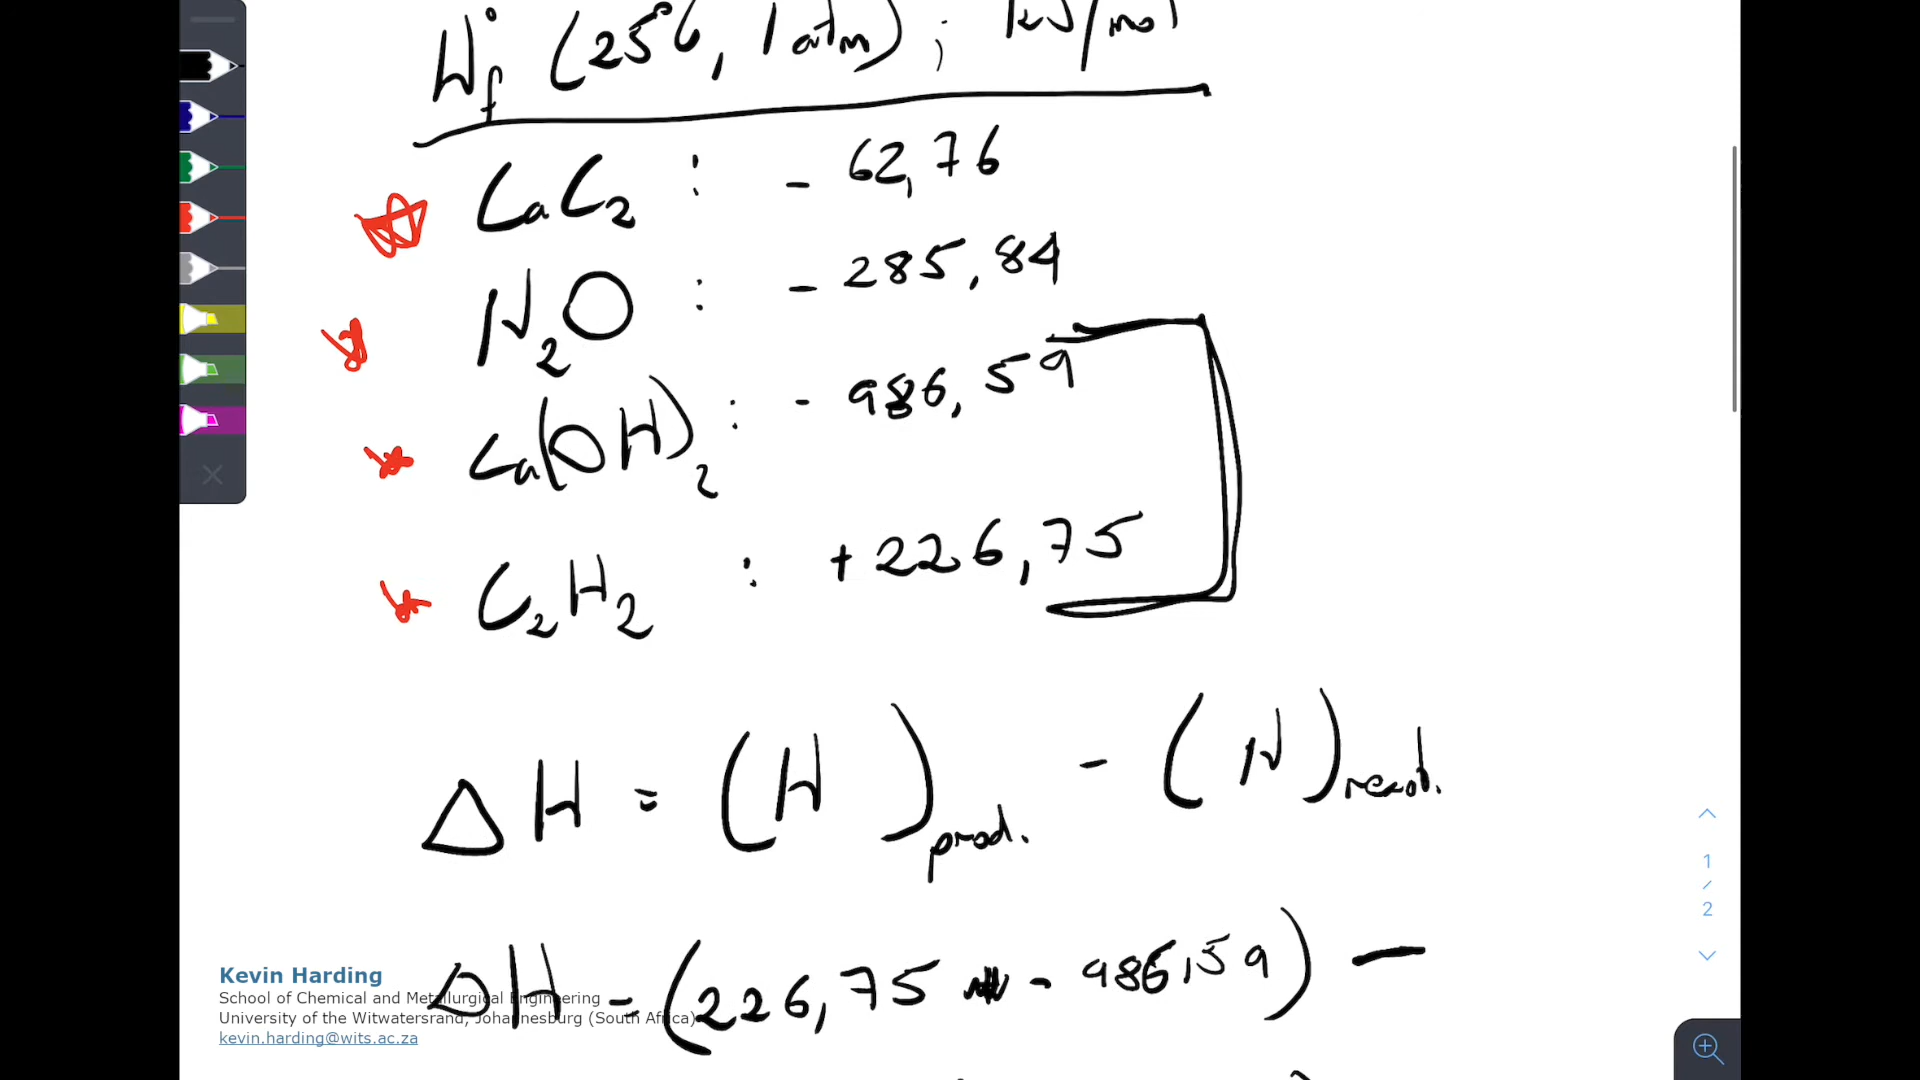 H°f (25°C, 1 atm) ; kJ/mol
CaC2 : - 62,76
H2O : - 285,84
Ca(OH)2 : - 986,59
C2H2 : + 226,75
ΔH = (H)prod. - (H)react.
ΔH = (226,75 - 986,59) -
Kevin Harding
School of Chemical and Metallurgical Engineering
University of the Witwatersrand, Johannesburg (South Africa)
kevin.harding@wits.ac.za
1
/
2